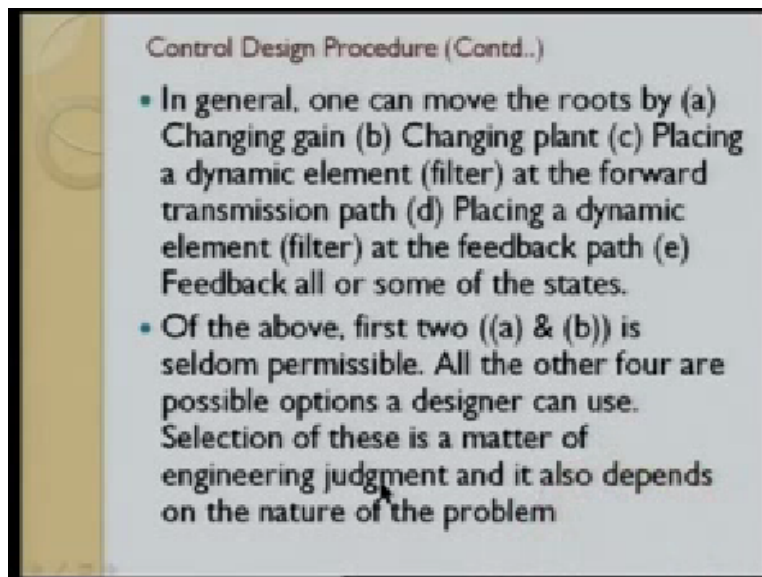 Control Design Procedure (Contd..)
• In general, one can move the roots by (a)
Changing gain (b) Changing plant (c) Placing
a dynamic element (filter) at the forward
transmission path (d) Placing a dynamic
element (filter) at the feedback path (e)
Feedback all or some of the states.
• Of the above, first two ((a) & (b)) is
seldom permissible. All the other four are
possible options a designer can use.
Selection of these is a matter of
engineering judgment and it also depends
on the nature of the problem